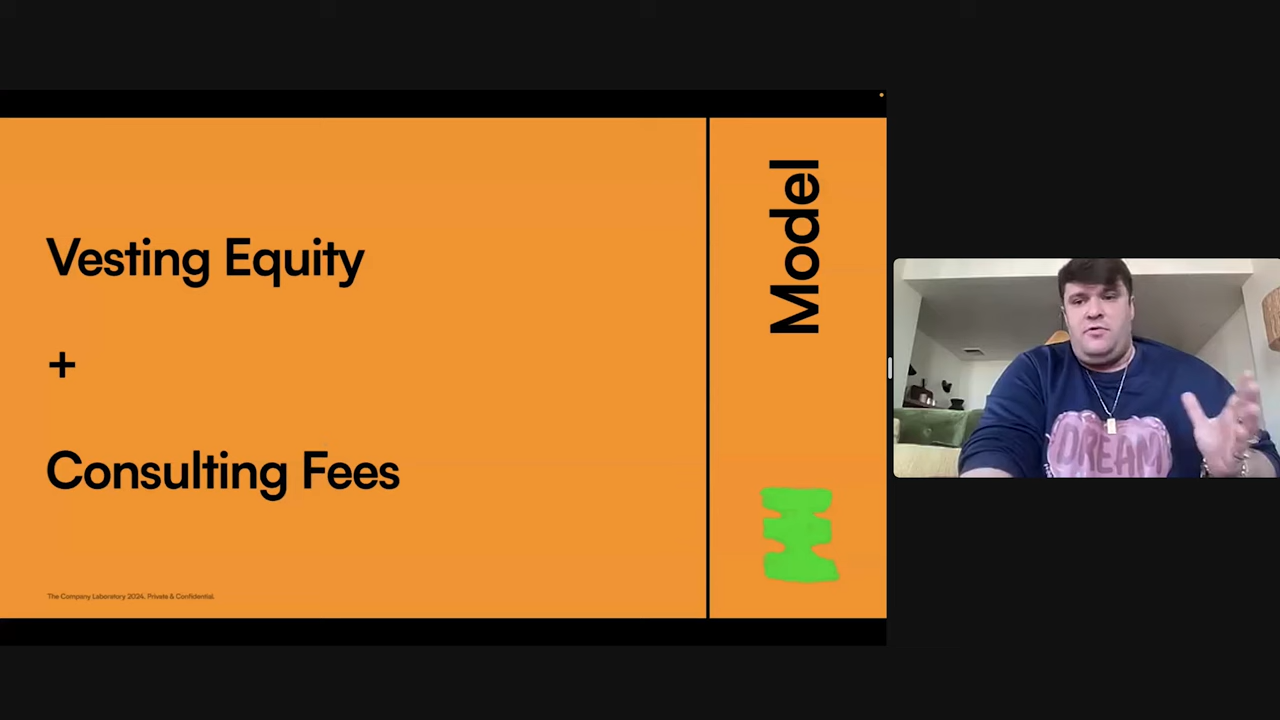 Vesting Equity
+
Consulting Fees
The Company Laboratory 2024. Private & Confidential.
Model
DREAM